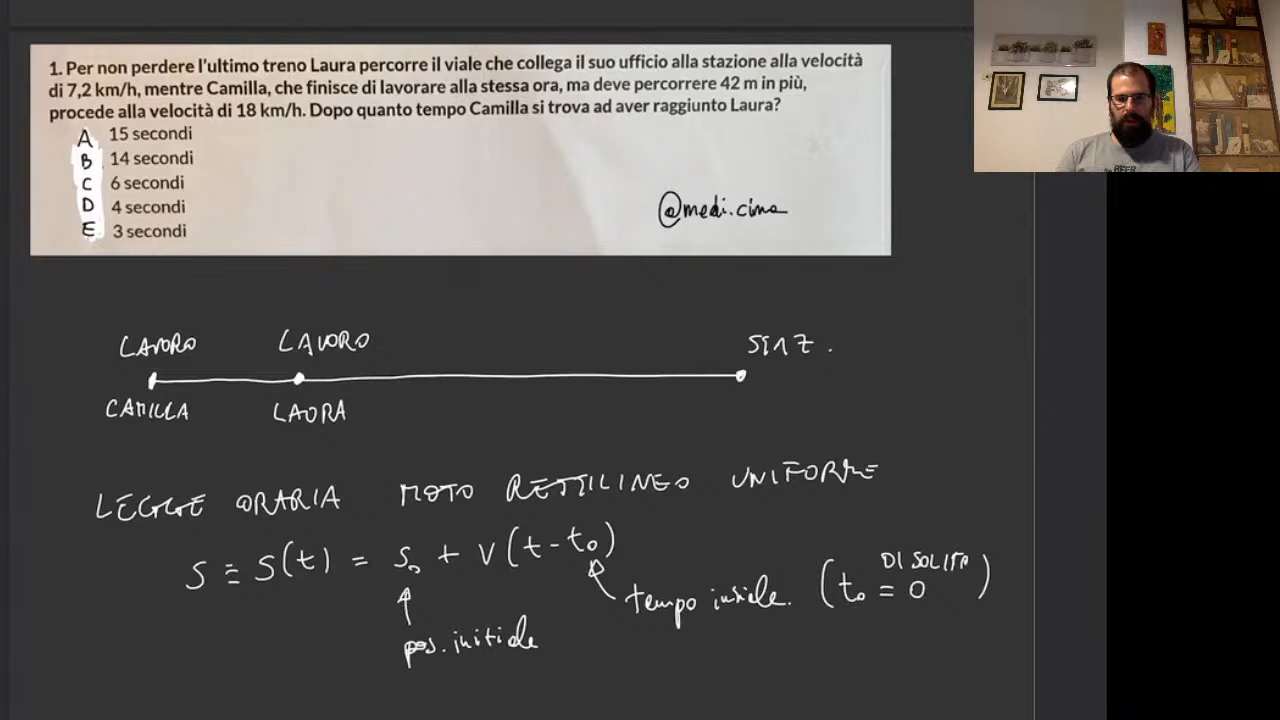 1. Per non perdere l'ultimo treno Laura percorre il viale che collega il suo ufficio alla stazione alla velocità
di 7,2 km/h, mentre Camilla, che finisce di lavorare alla stessa ora, ma deve percorrere 42 m in più,
procede alla velocità di 18 km/h. Dopo quanto tempo Camilla si trova ad aver raggiunto Laura?
A 15 secondi
B 14 secondi
C 6 secondi
D 4 secondi
E 3 secondi
@medi.cina
LAVORO LAVORO STAZ.
CAMILLA LAURA
LEGGE ORARIA MOTO RETTILINEO UNIFORME
S ≡ S(t) = S₀ + V(t - t₀)
tempo iniziale. (t₀ = 0 DI SOLITO)
pos. iniziale
BEER